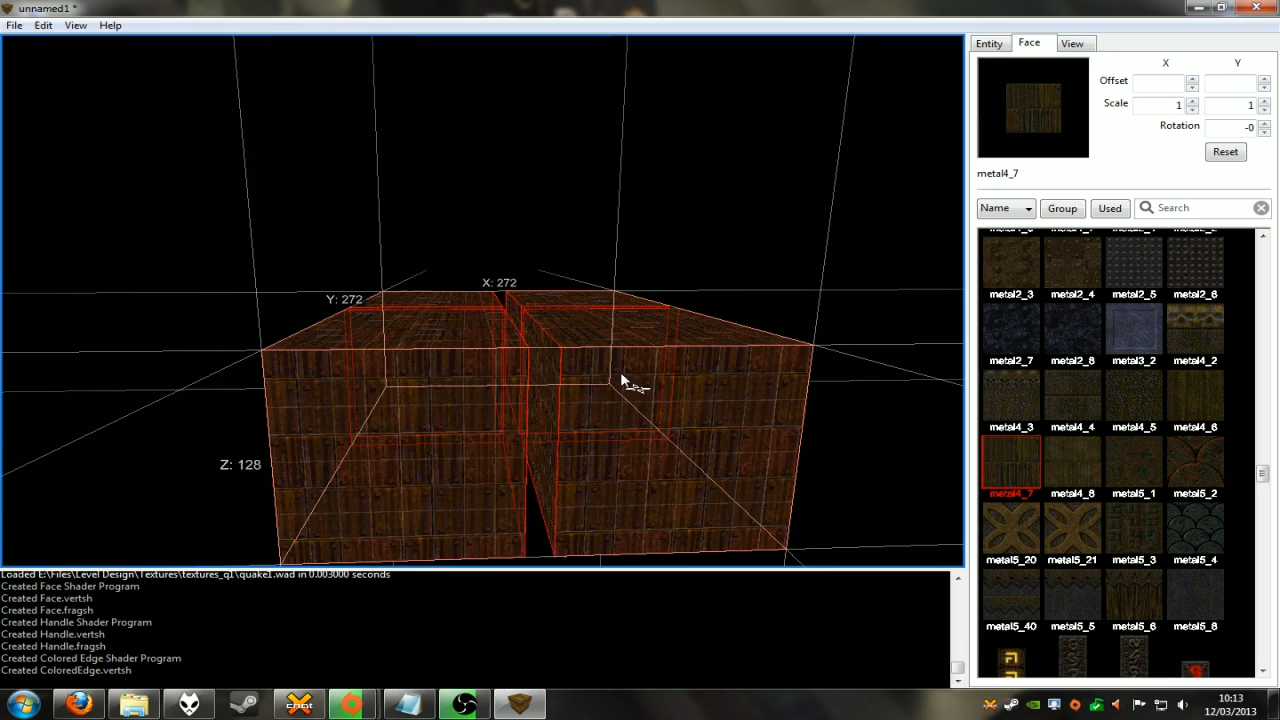 unnamed1 *
File Edit View Help
Entity Face View
X Y
Offset
Scale 1 1
Rotation -0
Reset
metal4_7
Name Group Used Search
metal2_3 metal2_4 metal2_5 metal2_6
metal2_7 metal2_8 metal3_2 metal4_2
metal4_3 metal4_4 metal4_5 metal4_6
metal4_7 metal4_8 metal5_1 metal5_2
metal5_20 metal5_21 metal5_3 metal5_4
metal5_40 metal5_5 metal5_6 metal5_8
X: 272
Y: 272
Z: 128
Loaded E:\Files\Level Design\Textures\textures_q1\quake1.wad in 0.003000 seconds
Created Face Shader Program
Created Face.vertsh
Created Face.fragsh
Created Handle Shader Program
Created Handle.vertsh
Created Handle.fragsh
Created Colored Edge Shader Program
Created ColoredEdge.vertsh
10:13
12/03/2013